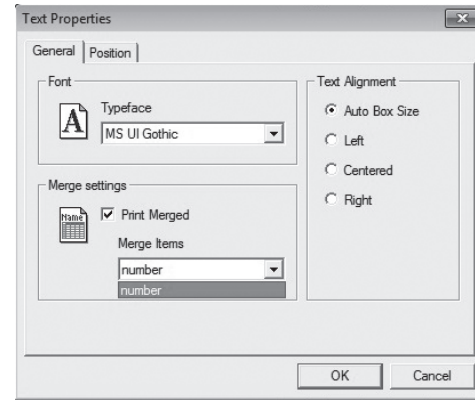 Text Properties
General
Position
Font
Typeface
MS UI Gothic
Merge settings
Name
Print Merged
Merge Items
number
number
Text Alignment
Auto Box Size
Left
Centered
Right
OK
Cancel